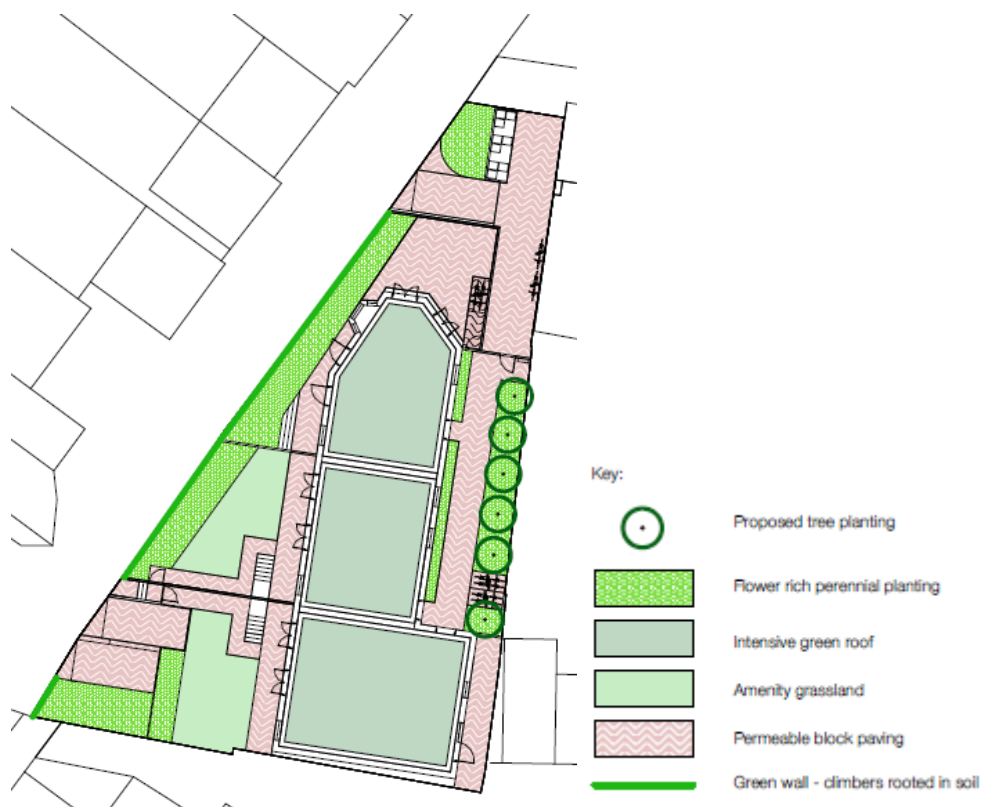 Key:
Proposed tree planting
Flower rich perennial planting
Intensive green roof
Amenity grassland
Permeable block paving
Green wall - climbers rooted in soil